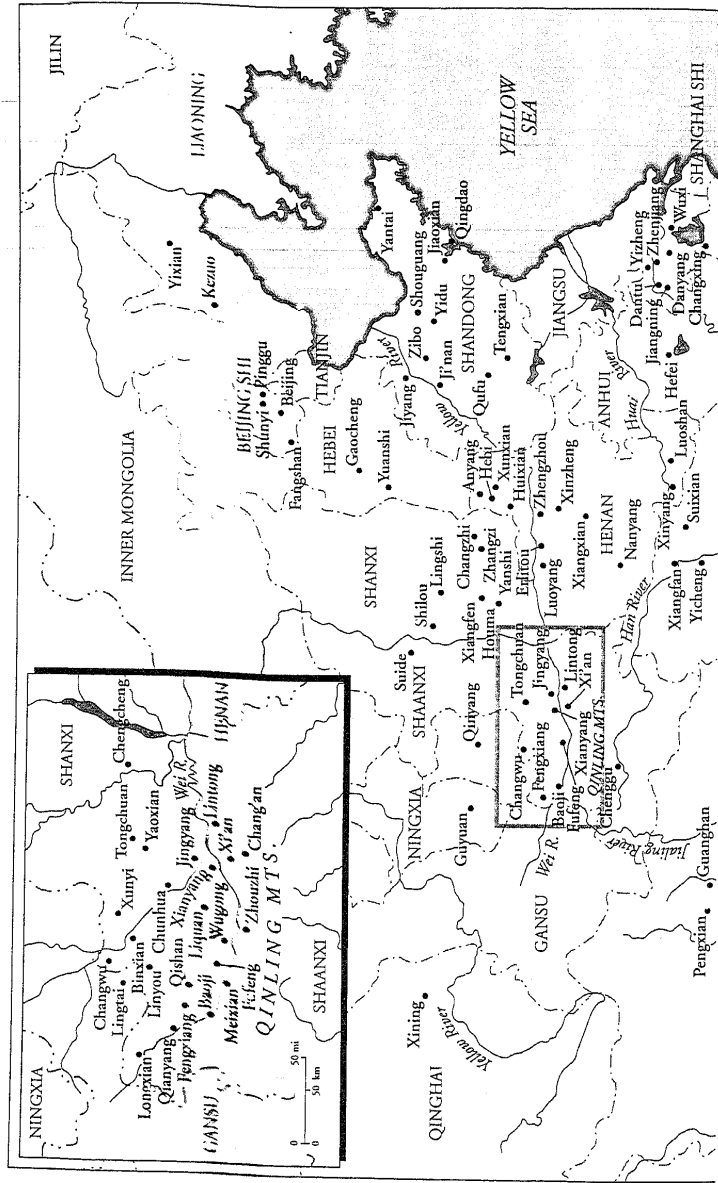 NINGXIA
SHANXI
Changwu
Lingtai
Xunyi
Tongchuan
Chengcheng
Longxian
Binxian
Yaoxian
Linyou
Chunhua
Qianyang
Qishan
Jingyang
Wei R.
Fengxiang
Liquan
Xianyang
R.
Baoji
Lintong
HENAN
GANSU
Wugong
Xi'an
Meixian
Fufeng
Zhouzhi
Chang'an
QINLING MTS.
SHAANXI
0 50 mi
0 50 km
JILIN
INNER MONGOLIA
LIAONING
Yixian
Kezuo
BEIJING SHI
Shunyi
Pinggu
Beijing
Fangshan
TIANJIN
HEBEI
Gaocheng
Yuanshi
Yantai
Jiyang
Yellow River
Zibo
Shouguang
Yidu
Jiaoxian
Qingdao
Ji'nan
SHANDONG
Qufu
Tengxian
YELLOW
SEA
SHANXI
Shilou
Lingshi
Suide
SHAANXI
Anyang
Hebi
Xunxian
Huixian
Changzhi
Zhangzi
Xiangfen
Houma
Yanshi
Erlitou
Luoyang
Zhengzhou
Xinzheng
Xiangxian
HENAN
Nanyang
NINGXIA
Qinyang
Guyuan
Changwu
Tongchuan
Fengxiang
Jingyang
Lintong
Xi'an
Baoji
Xianyang
Fufeng
QINLING MTS.
Wei R.
Chenggu
Han River
GANSU
Jialing River
QINGHAI
Xining
Yellow River
Pengxian
Guanghan
Xiangfan
Yicheng
Xinyang
Suixian
Luoshan
ANHUI
Huai River
JIANGSU
Hefei
Jiangning
Dantu
Yizheng
Zhenjiang
Danyang
Wuxi
Changxing
SHANGHAI SHI